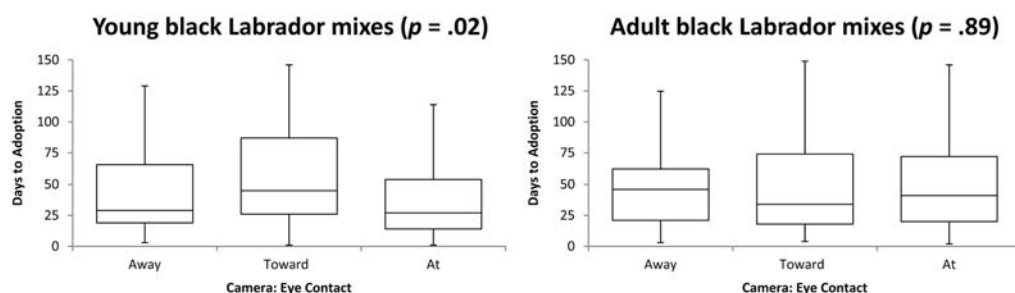 Young black Labrador mixes (p = .02)
Days to Adoption
150
125
100
75
50
25
0
Away Toward At
Camera: Eye Contact
Adult black Labrador mixes (p = .89)
Days to Adoption
150
125
100
75
50
25
0
Away Toward At
Camera: Eye Contact